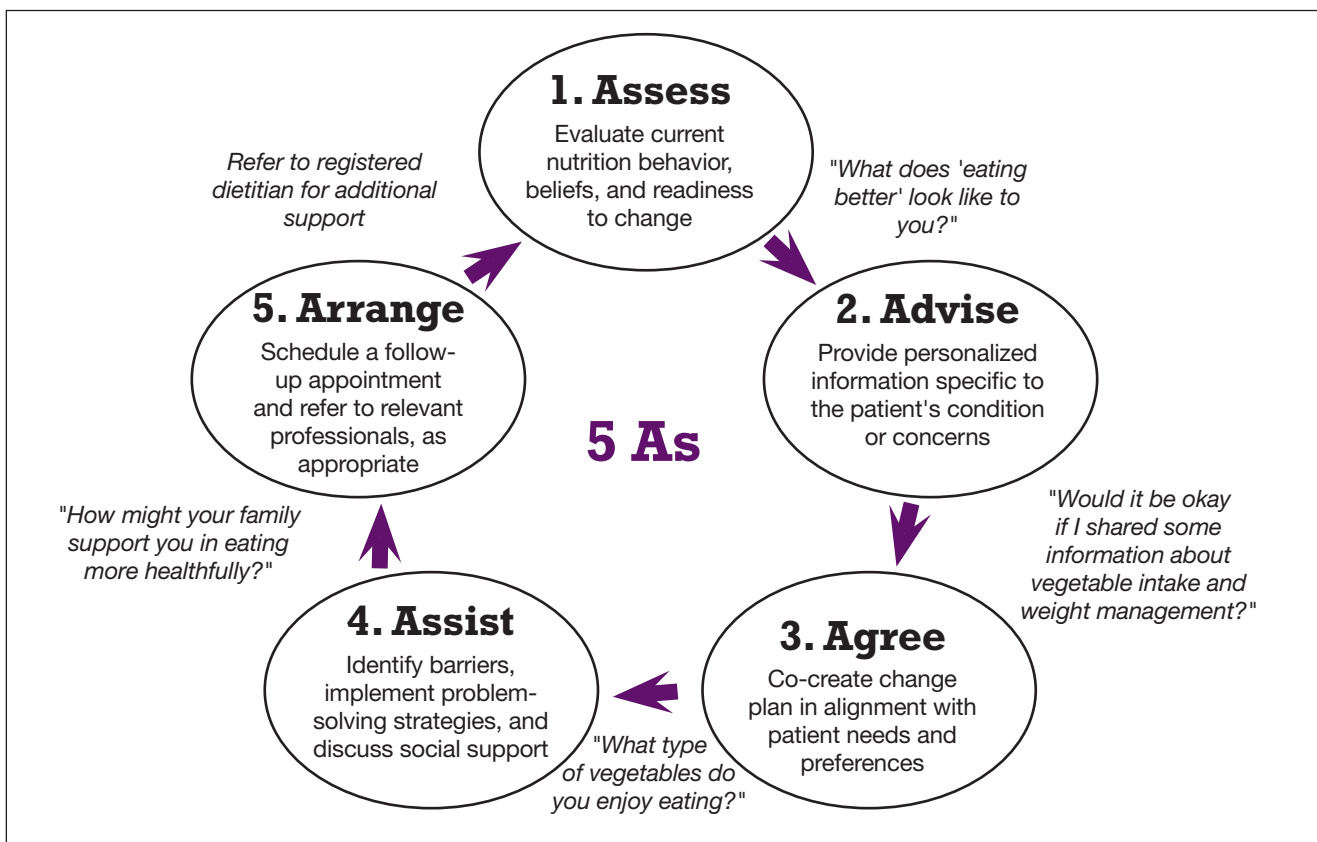 1. Assess
Evaluate current
nutrition behavior,
beliefs, and readiness
to change
"What does 'eating
better' look like to
you?"
2. Advise
Provide personalized
information specific to
the patient's condition
or concerns
"Would it be okay
if I shared some
information about
vegetable intake and
weight management?"
3. Agree
Co-create change
plan in alignment with
patient needs and
preferences
"What type
of vegetables do
you enjoy eating?"
4. Assist
Identify barriers,
implement problem-
solving strategies, and
discuss social support
"How might your family
support you in eating
more healthfully?"
5. Arrange
Schedule a follow-
up appointment
and refer to relevant
professionals, as
appropriate
Refer to registered
dietitian for additional
support
5 As